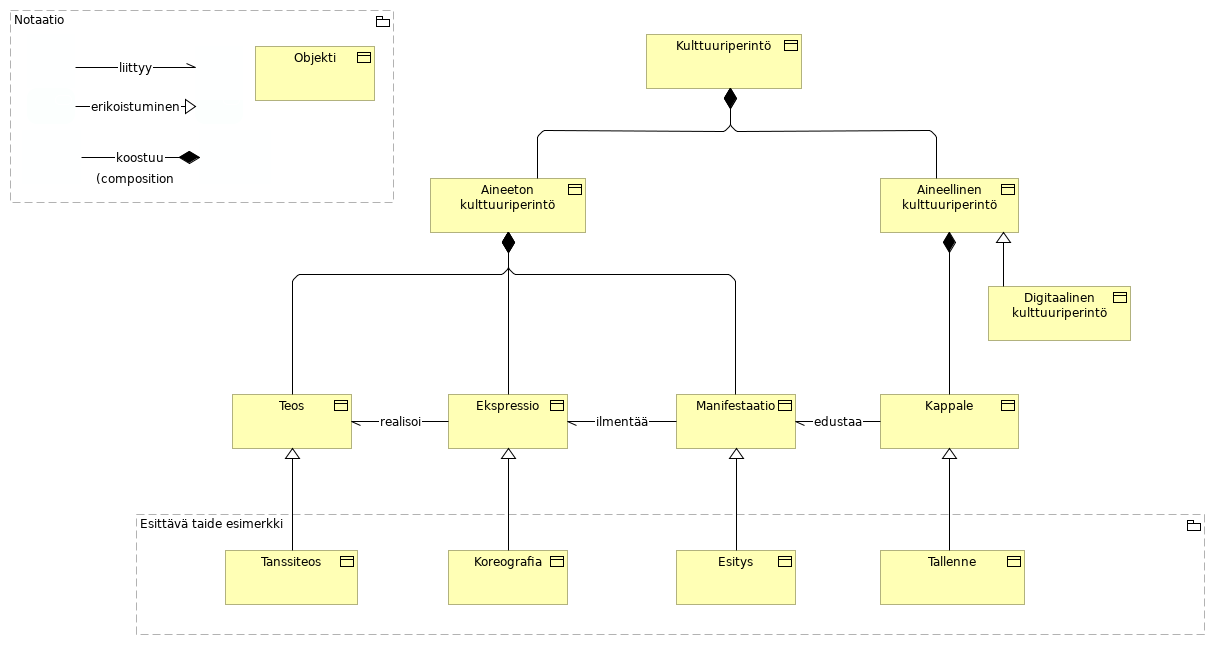 Notaatio
Objekti
liittyy
erikoistuminen
koostuu
(composition
Kulttuuriperintö
Aineeton
kulttuuriperintö
Aineellinen
kulttuuriperintö
Digitaalinen
kulttuuriperintö
Teos
realisoi
Ekspressio
ilmentää
Manifestaatio
edustaa
Kappale
Esittävä taide esimerkki
Tanssiteos
Koreografia
Esitys
Tallenne